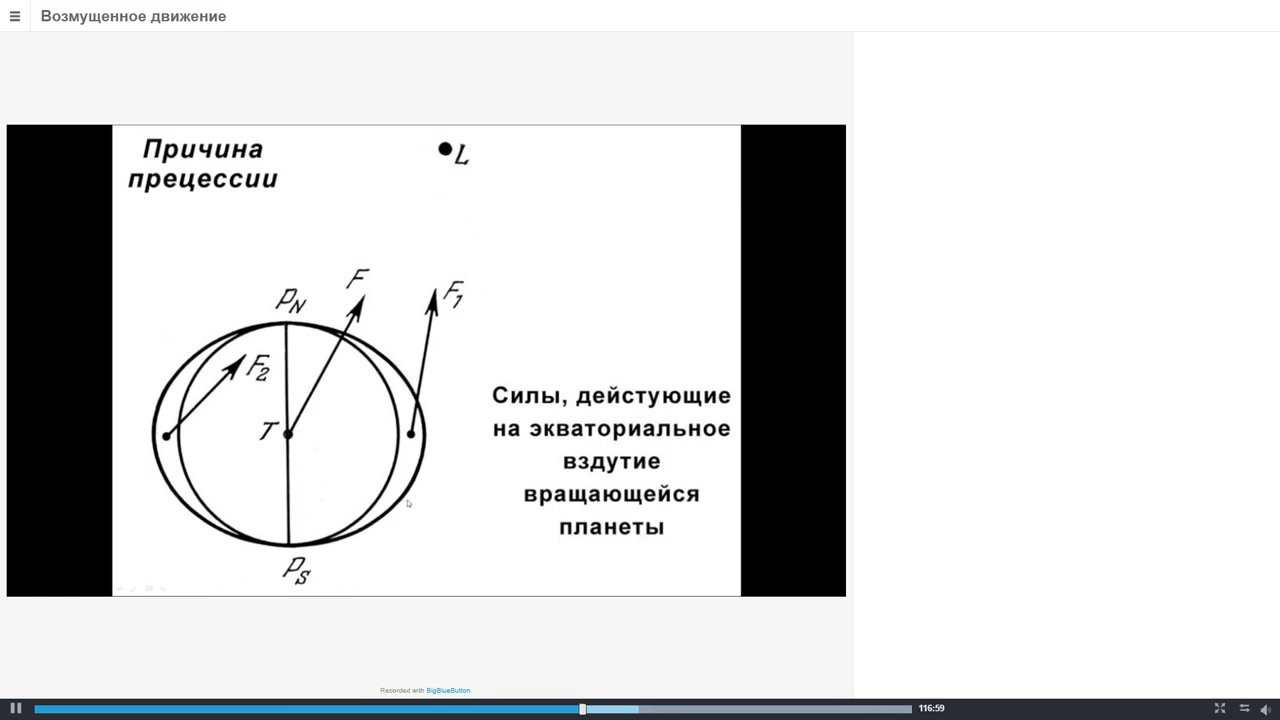 Возмущенное движение
Причина
прецессии
L
F
F1
PN
F2
T
Силы, дейстующие
на экваториальное
вздутие
вращающейся
планеты
PS
Recorded with BigBlueButton.
116:59